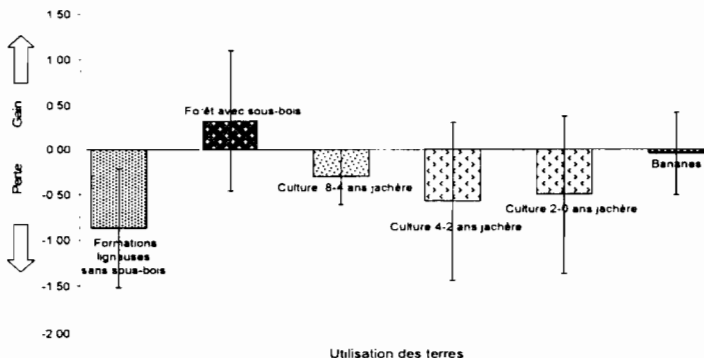 1 50
1 00
0 50
0 00
-0 50
-1 00
-1 50
-2 00
Gain
Perte
Forêt avec sous-bois
Culture 8-4 ans jachère
Bananes
Culture 2-0 ans jachère
Culture 4-2 ans jachère
Formations
ligneuses
sans sous-bois
Utilisation des terres